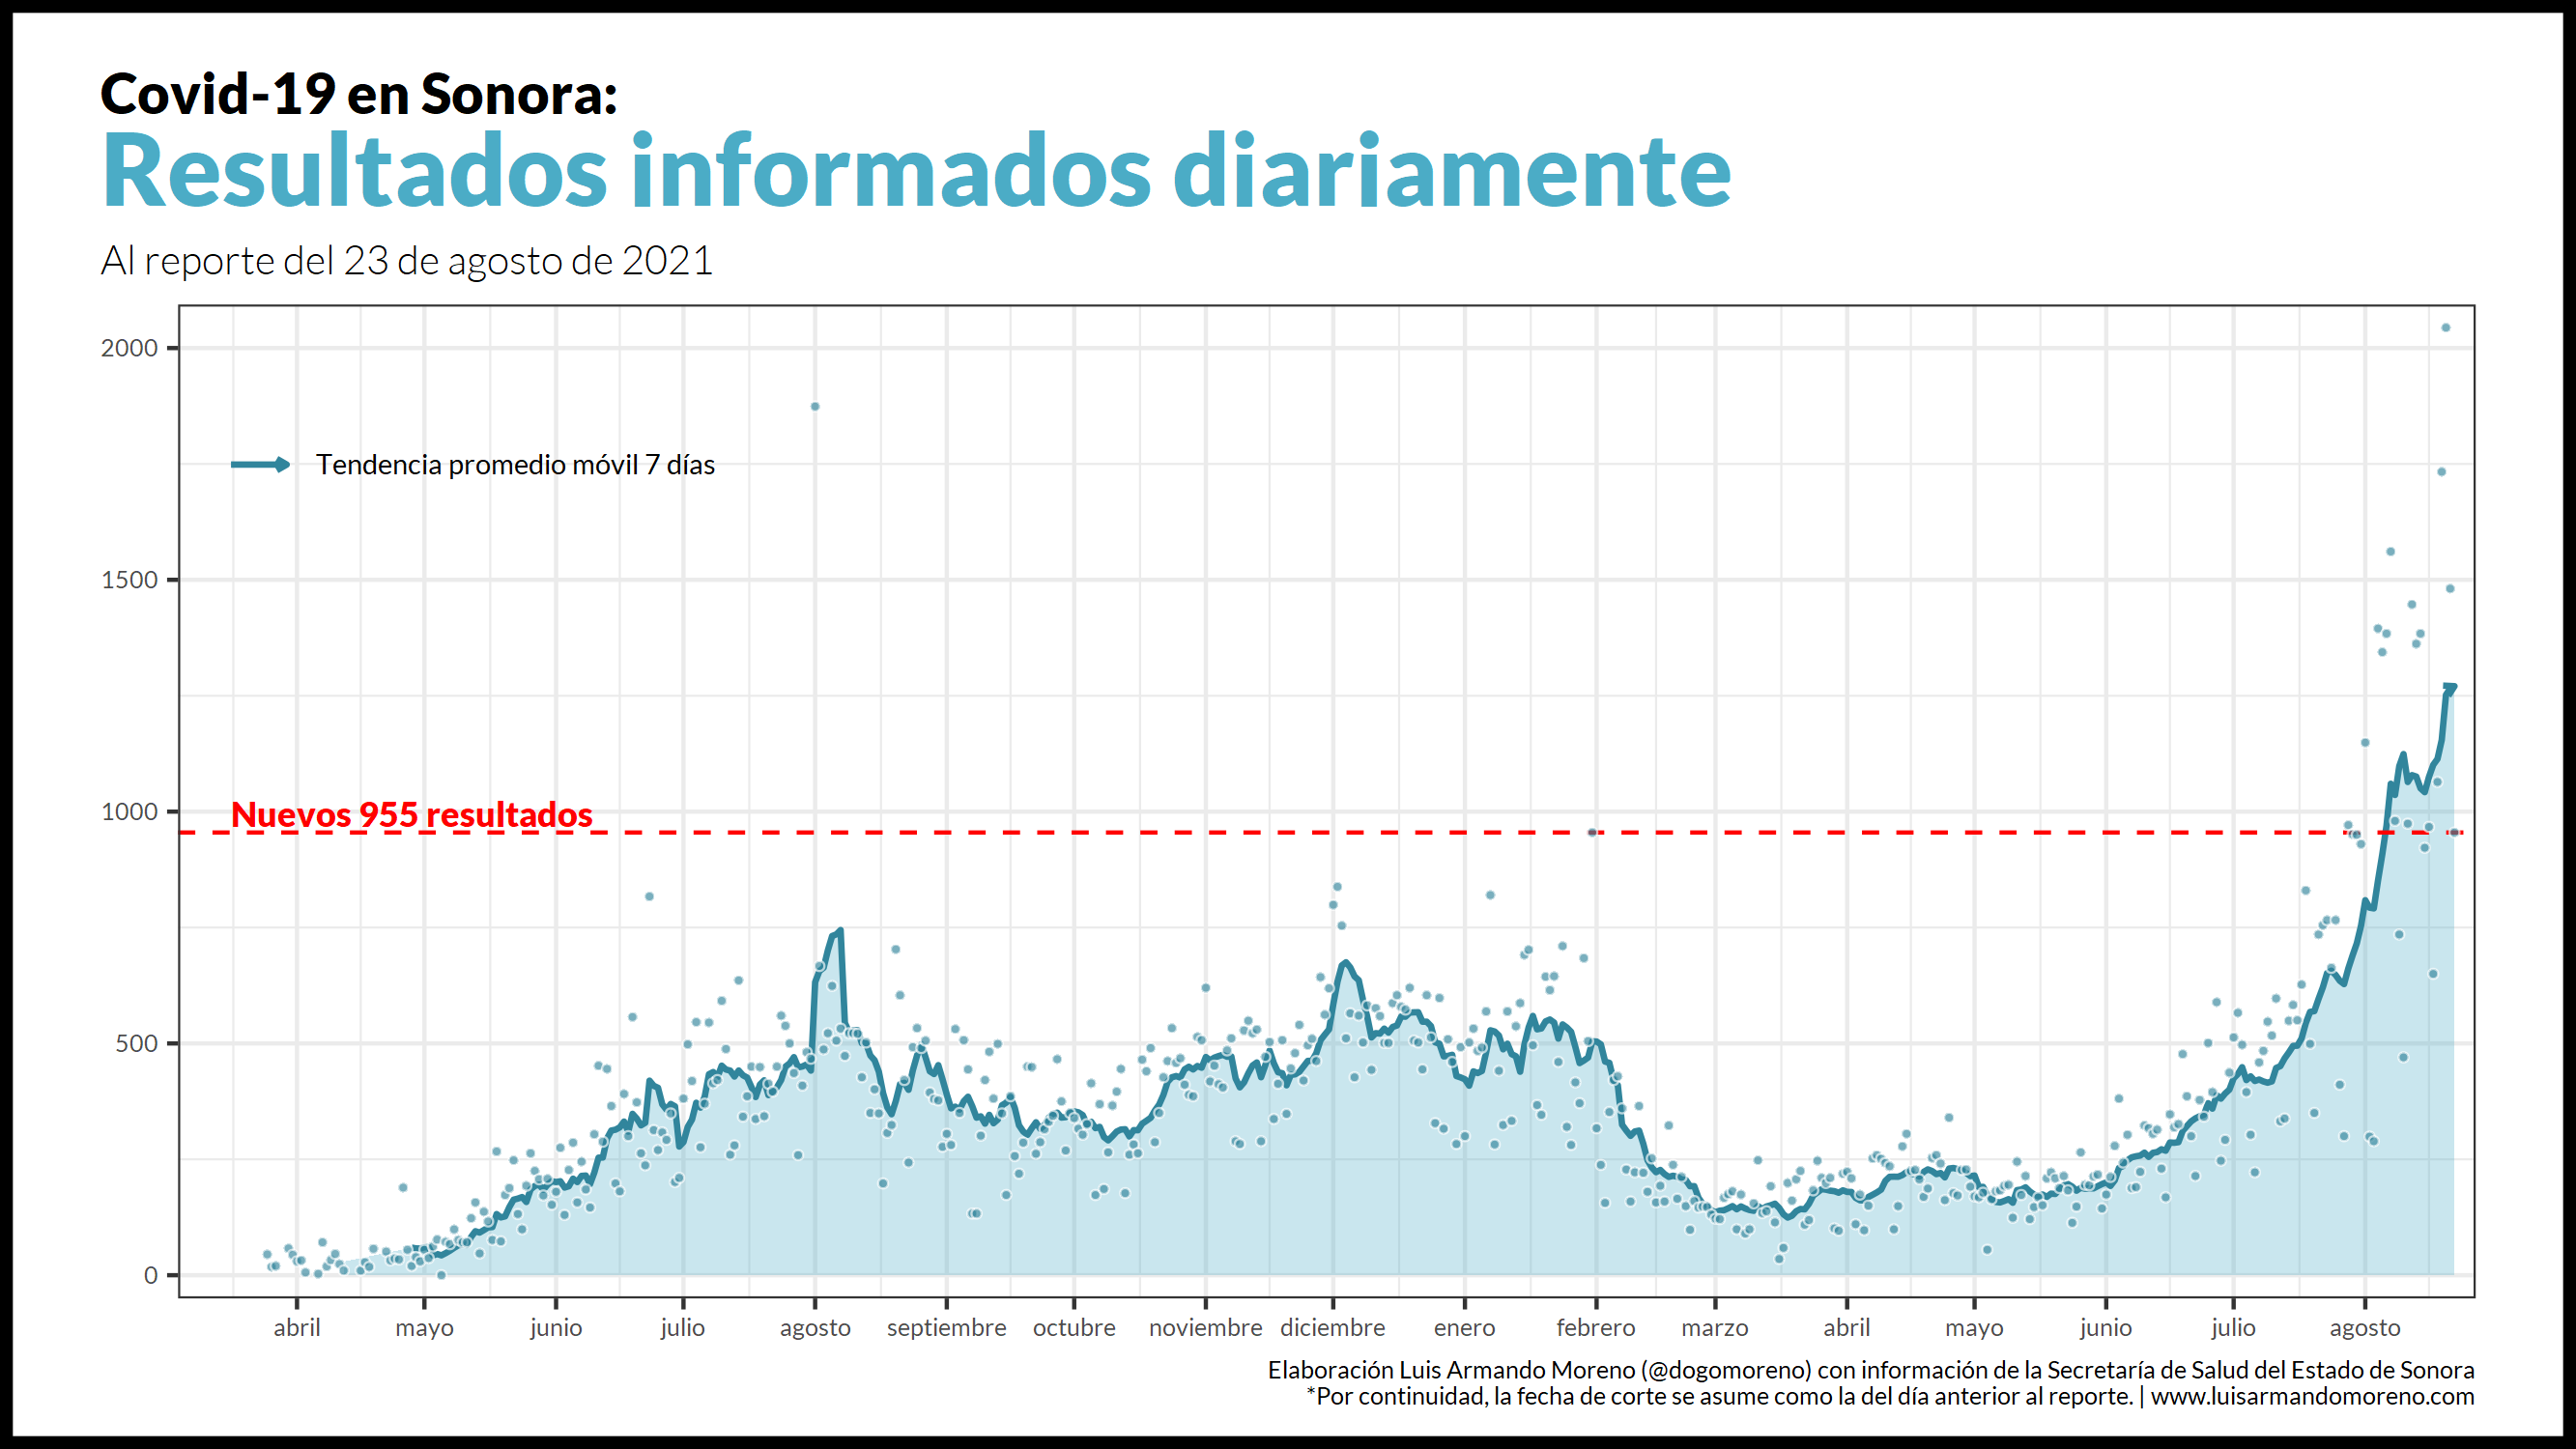 Covid-19 en Sonora:
Resultados informados diariamente
Al reporte del 23 de agosto de 2021
2000
Tendencia promedio móvil 7 días
1500
Nuevos 955 resultados
1000
500
0
abril mayo junio julio agosto septiembre octubre noviembre diciembre enero febrero marzo abril mayo junio julio agosto
Elaboración Luis Armando Moreno (@dogomoreno) con información de la Secretaría de Salud del Estado de Sonora
*Por continuidad, la fecha de corte se asume como la del día anterior al reporte. | www.luisarmandomoreno.com